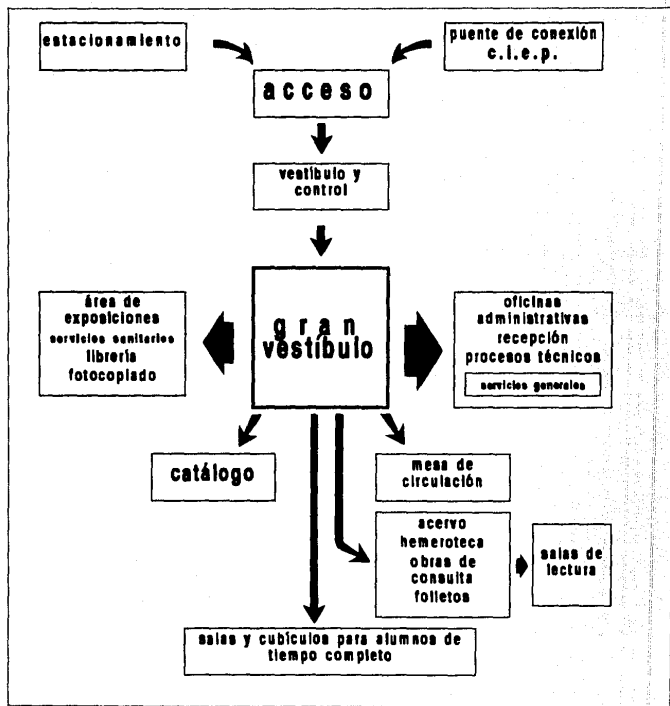 estacionamiento
puente de conexión
c.i.e.p.
acceso
vestíbulo y
control
área de
exposiciones
servicios sanitarios
librería
fotocopiado
gran
vestíbulo
oficinas
administrativas
recepción
procesos técnicos
servicios generales
catálogo
mesa de
circulación
acervo
hemeroteca
obras de
consulta
folletos
salas de
lectura
salas y cubículos para alumnos de
tiempo completo